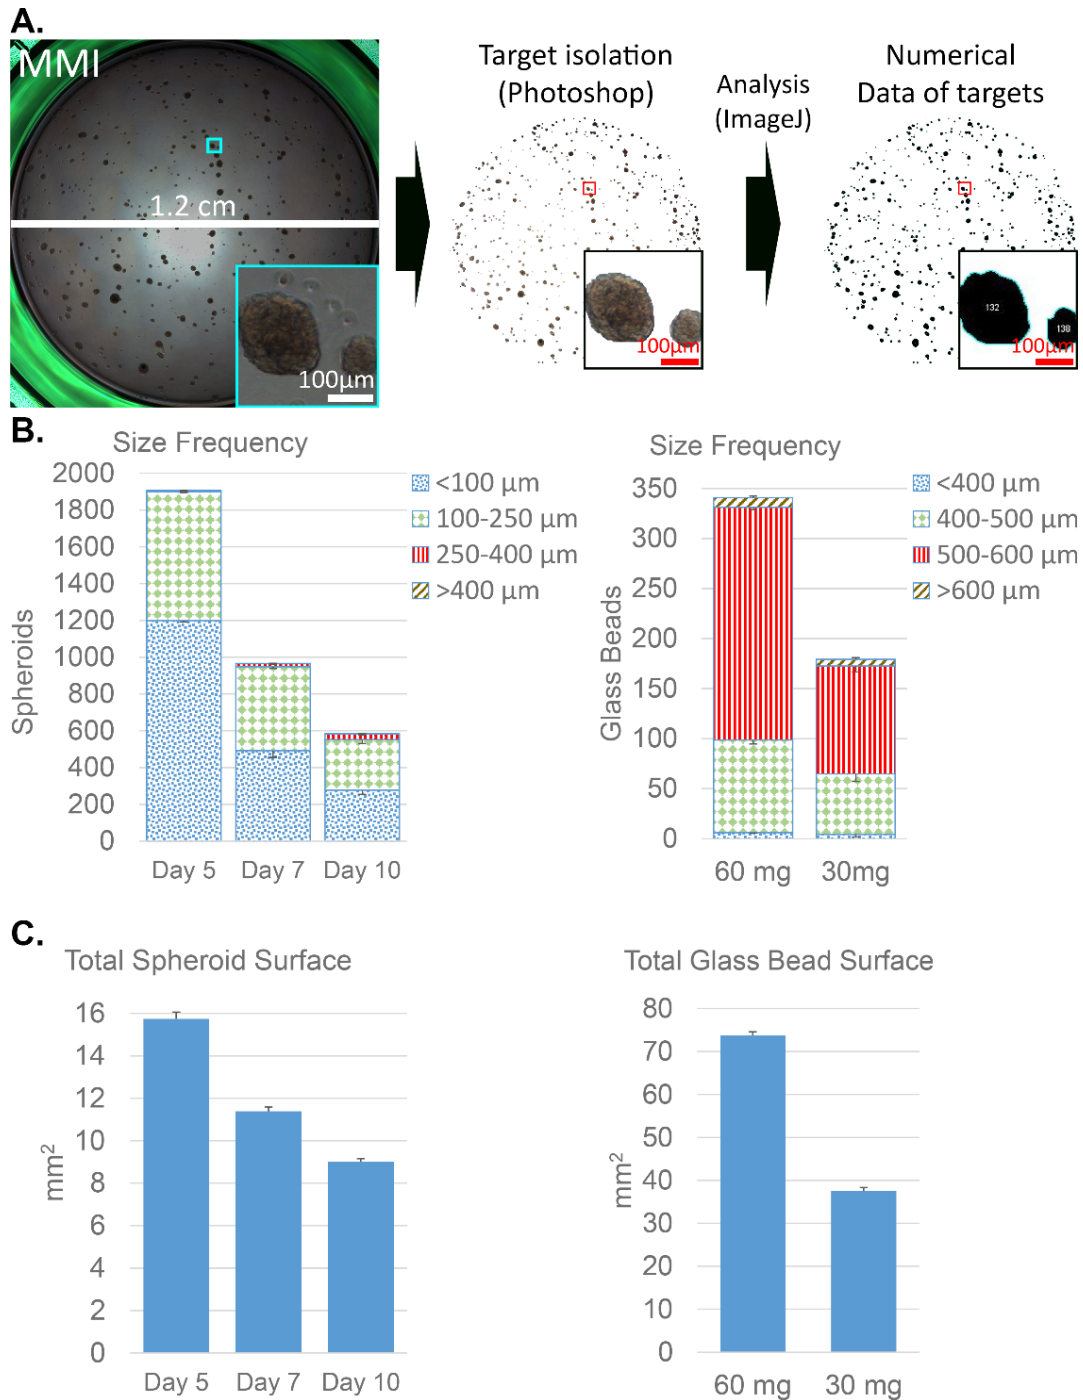 A.
MMI
1.2 cm
100µm
Target isolation
(Photoshop)
100µm
Analysis
(ImageJ)
Numerical
Data of targets
132
138
100µm
B.
Size Frequency
Spheroids
2000
1800
1600
1400
1200
1000
800
600
400
200
0
Day 5
Day 7
Day 10
<100 µm
100-250 µm
250-400 µm
>400 µm
Size Frequency
Glass Beads
350
300
250
200
150
100
50
0
60 mg
30mg
<400 µm
400-500 µm
500-600 µm
>600 µm
C.
Total Spheroid Surface
mm²
16
14
12
10
8
6
4
2
0
Day 5
Day 7
Day 10
Total Glass Bead Surface
mm²
80
70
60
50
40
30
20
10
0
60 mg
30 mg